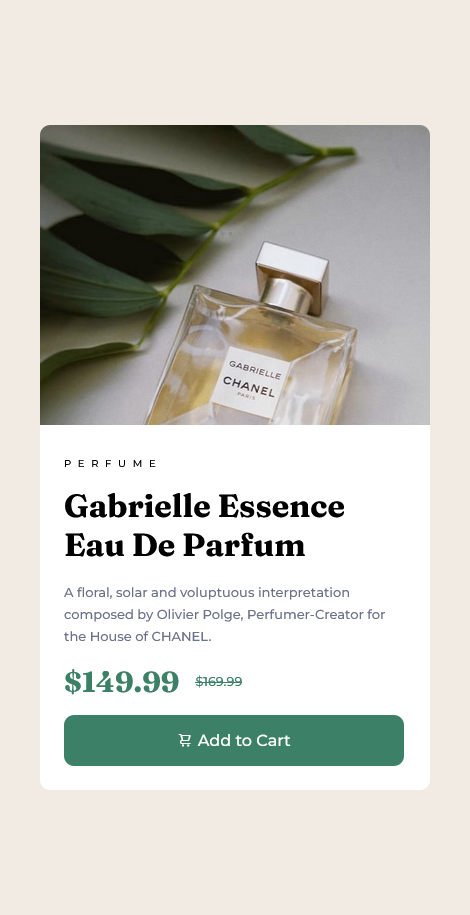 GABRIELLE
CHANEL
PARIS
PERFUME
Gabrielle Essence
Eau De Parfum
A floral, solar and voluptuous interpretation
composed by Olivier Polge, Perfumer-Creator for
the House of CHANEL.
$149.99 $169.99
Add to Cart